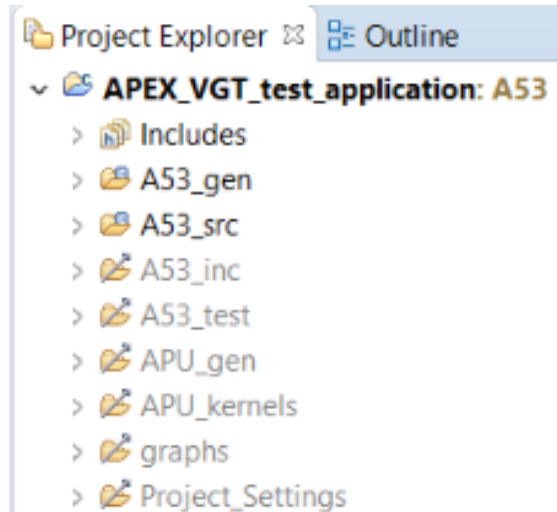 Project Explorer Outline
APEX_VGT_test_application: A53
Includes
A53_gen
A53_src
A53_inc
A53_test
APU_gen
APU_kernels
graphs
Project_Settings